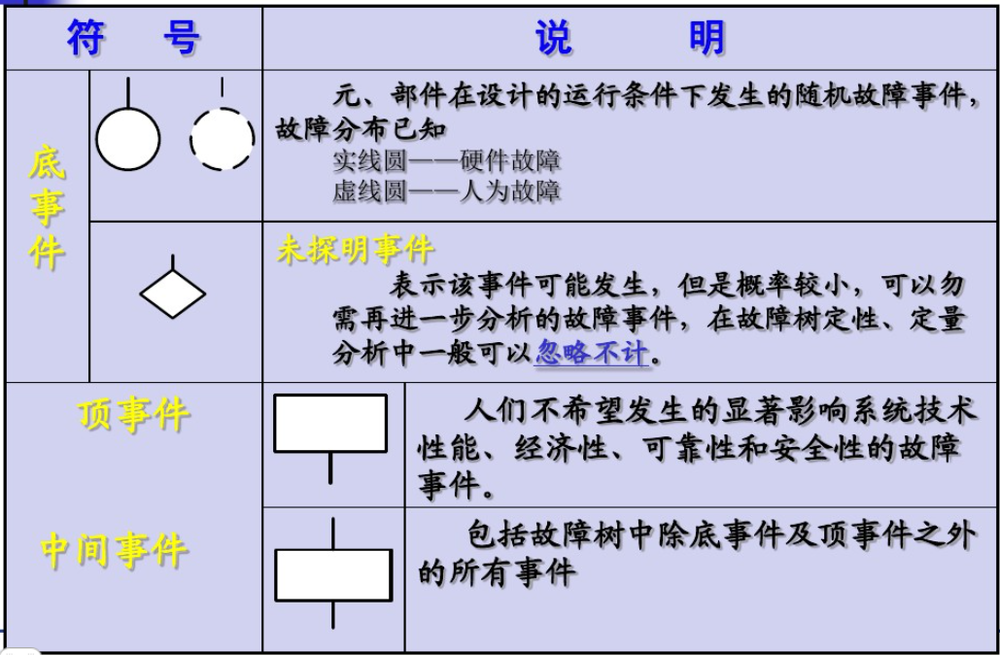 符 号
说 明
底事件
元、部件在设计的运行条件下发生的随机故障事件，
故障分布已知
实线圆——硬件故障
虚线圆——人为故障
未探明事件
表示该事件可能发生，但是概率较小，可以勿
需再进一步分析的故障事件，在故障树定性、定量
分析中一般可以忽略不计。
顶事件
人们不希望发生的显著影响系统技术
性能、经济性、可靠性和安全性的故障
事件。
中间事件
包括故障树中除底事件及顶事件之外
的所有事件